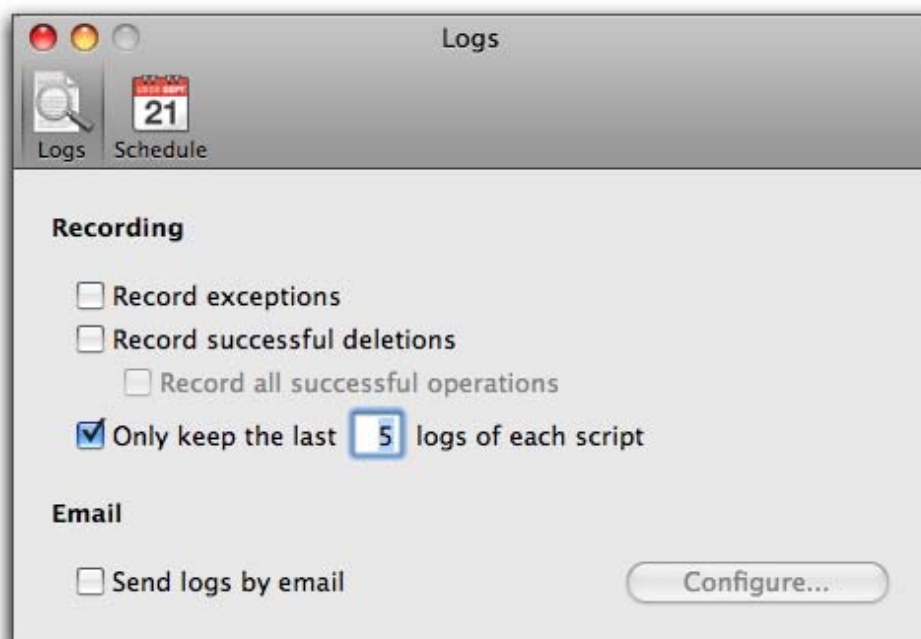 Logs
SEPT
21
Logs Schedule
Recording
Record exceptions
Record successful deletions
Record all successful operations
Only keep the last 5 logs of each script
Email
Send logs by email Configure...